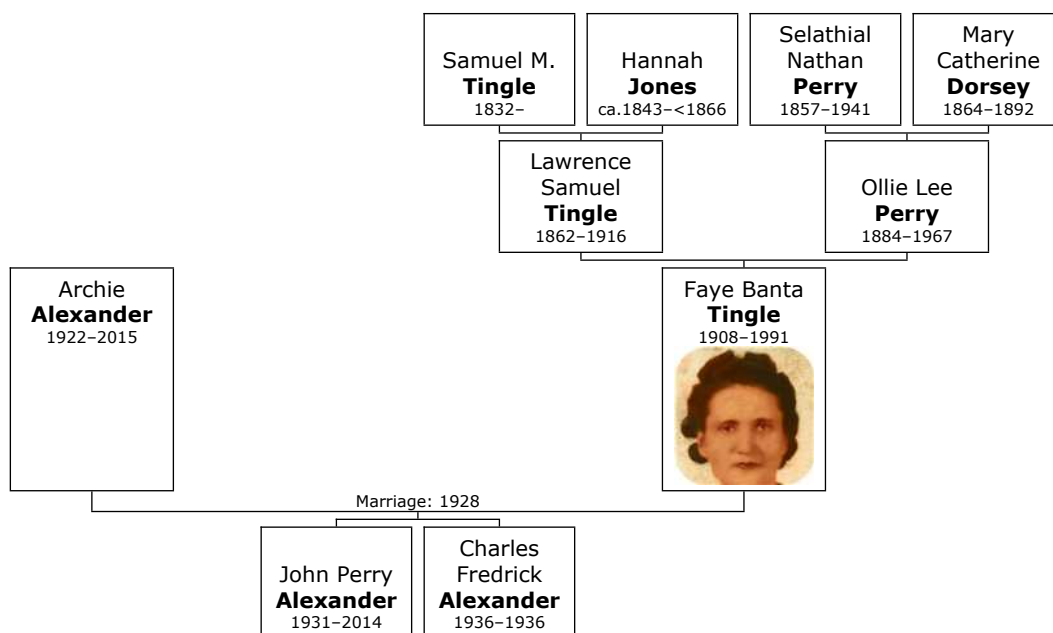 Samuel M.
Tingle
1832–
Hannah
Jones
ca.1843–<1866
Selathial
Nathan
Perry
1857–1941
Mary
Catherine
Dorsey
1864–1892
Lawrence
Samuel
Tingle
1862–1916
Ollie Lee
Perry
1884–1967
Archie
Alexander
1922–2015
Faye Banta
Tingle
1908–1991
Marriage: 1928
John Perry
Alexander
1931–2014
Charles
Fredrick
Alexander
1936–1936